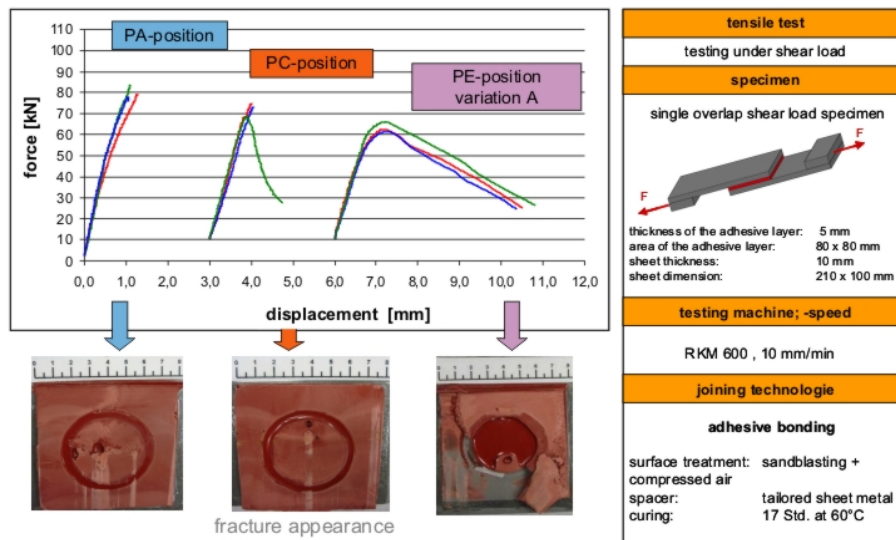 PA-position
PC-position
PE-position
variation A
force [kN]
110
100
90
80
70
60
50
40
30
20
10
0
0,0 1,0 2,0 3,0 4,0 5,0 6,0 7,0 8,0 9,0 10,0 11,0 12,0
displacement [mm]
fracture appearance
tensile test
testing under shear load
specimen
single overlap shear load specimen
F
F
thickness of the adhesive layer: 5 mm
area of the adhesive layer: 80 x 80 mm
sheet thickness: 10 mm
sheet dimension: 210 x 100 mm
testing machine; -speed
RKM 600 , 10 mm/min
joining technologie
adhesive bonding
surface treatment: sandblasting +
compressed air
spacer: tailored sheet metal
curing: 17 Std. at 60°C